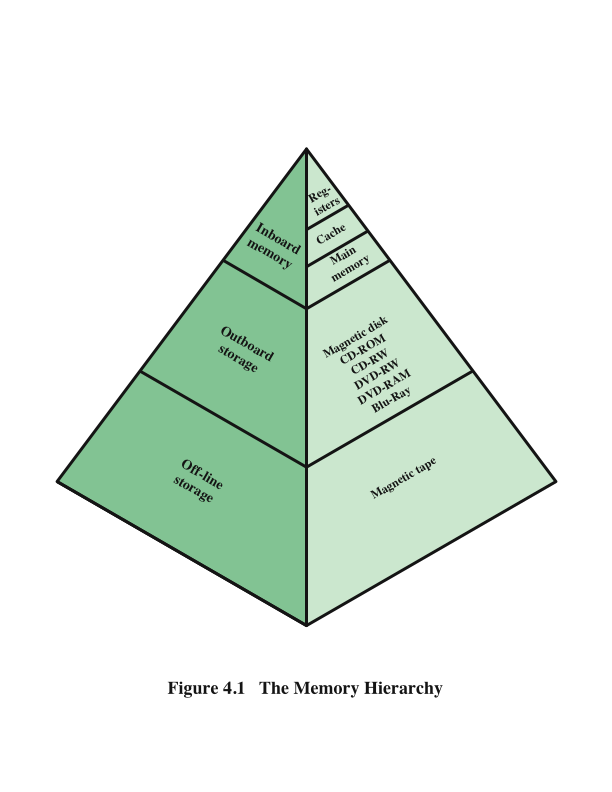 Reg-
isters
Cache
Main
memory
Inboard
memory
Magnetic disk
CD-ROM
CD-RW
DVD-RW
DVD-RAM
Blu-Ray
Outboard
storage
Magnetic tape
Off-line
storage
Figure 4.1 The Memory Hierarchy